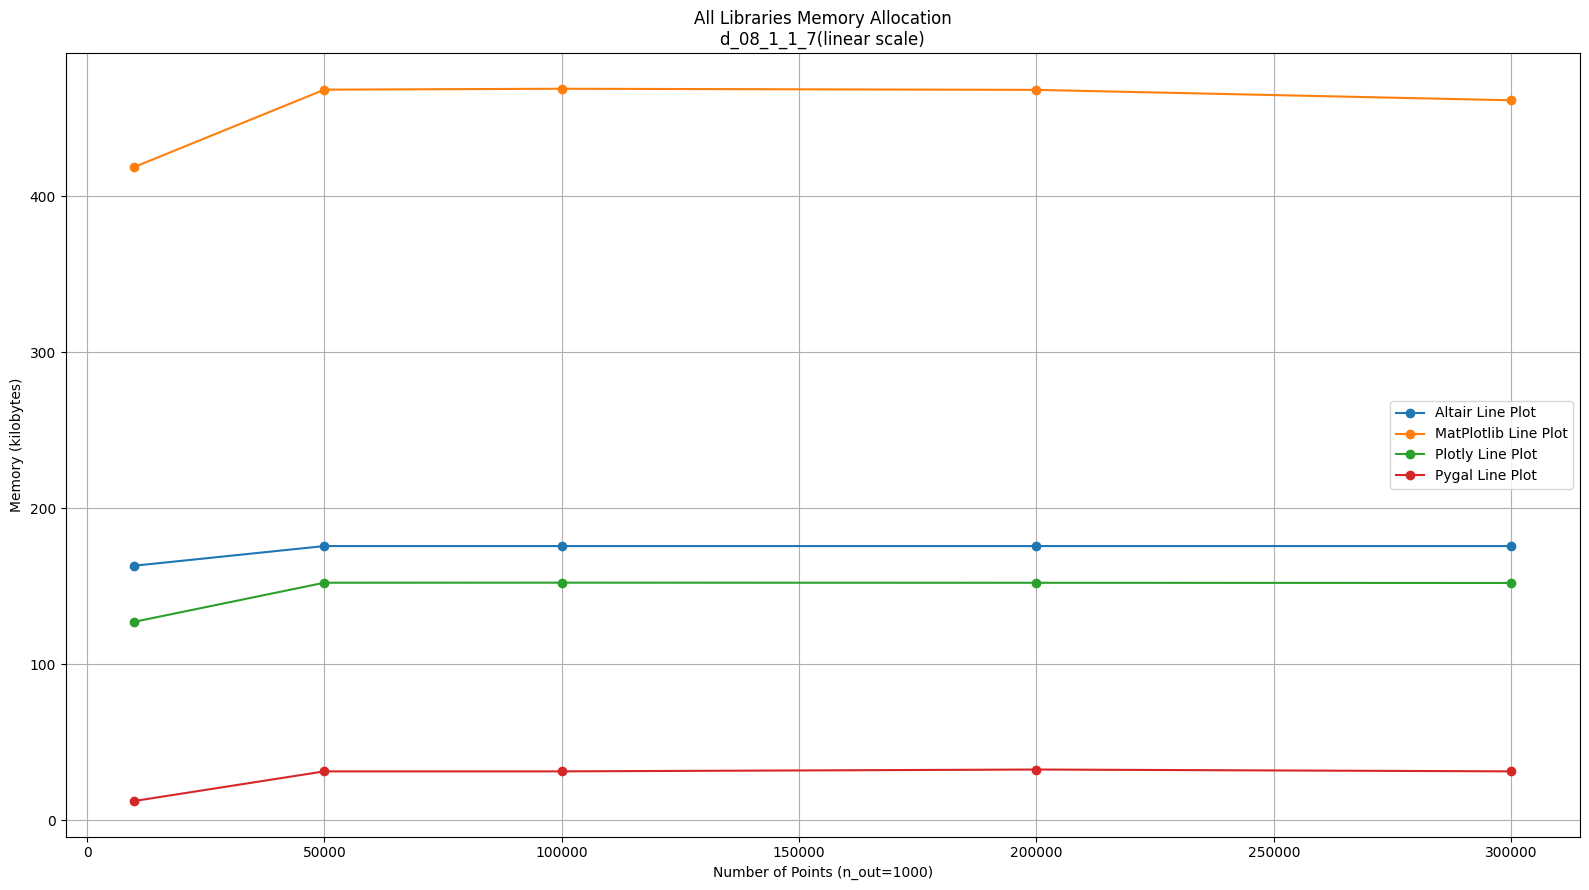 All Libraries Memory Allocation
d_08_1_1_7(linear scale)
Memory (kilobytes)
400
300
200
100
0
Altair Line Plot
MatPlotlib Line Plot
Plotly Line Plot
Pygal Line Plot
0 50000 100000 150000 200000 250000 300000
Number of Points (n_out=1000)